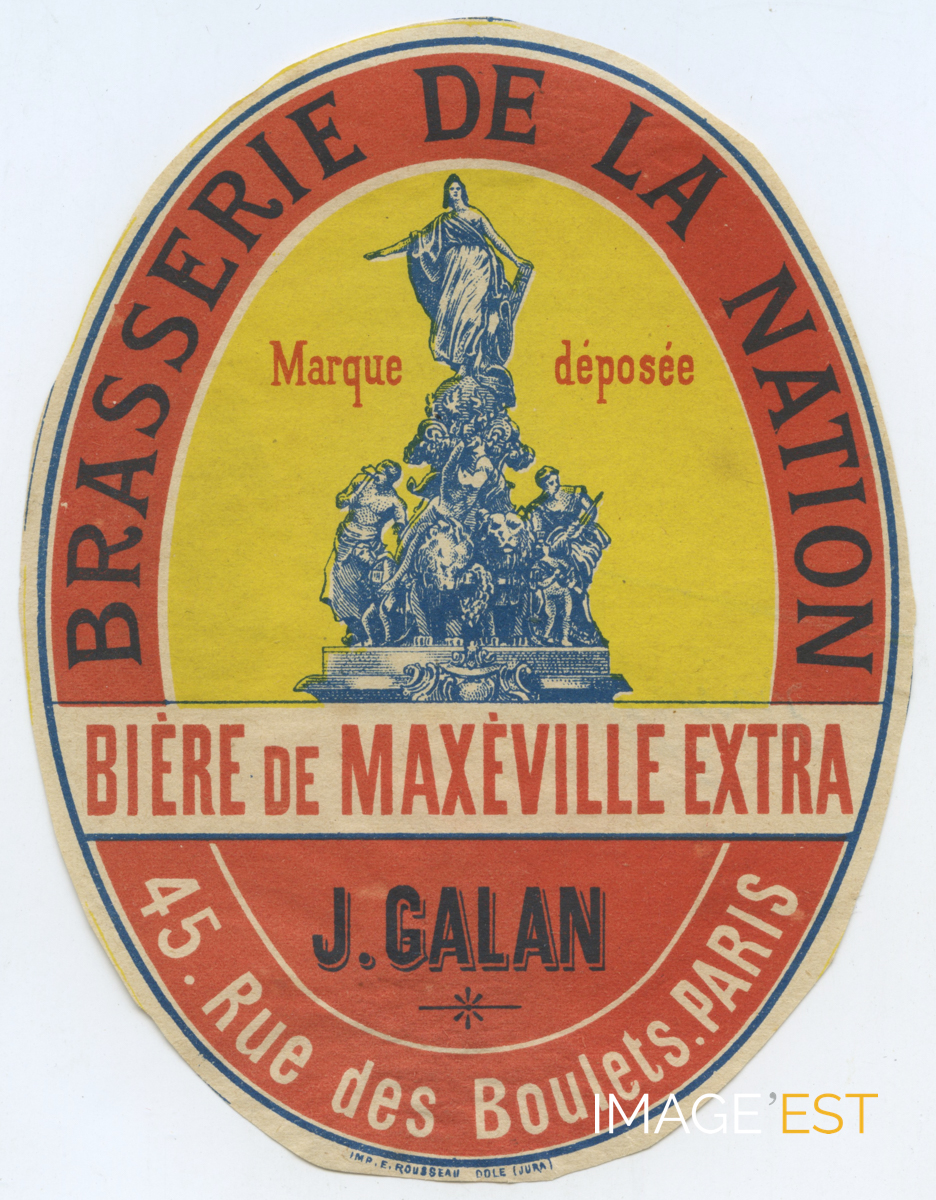 BRASSERIE DE LA NATION
Marque déposée
BIÈRE DE MAXÈVILLE EXTRA
J. GALAN
45. Rue des Boulets. PARIS
IMP. E. ROUSSEAU DOLE (JURA)
IMAGE'EST